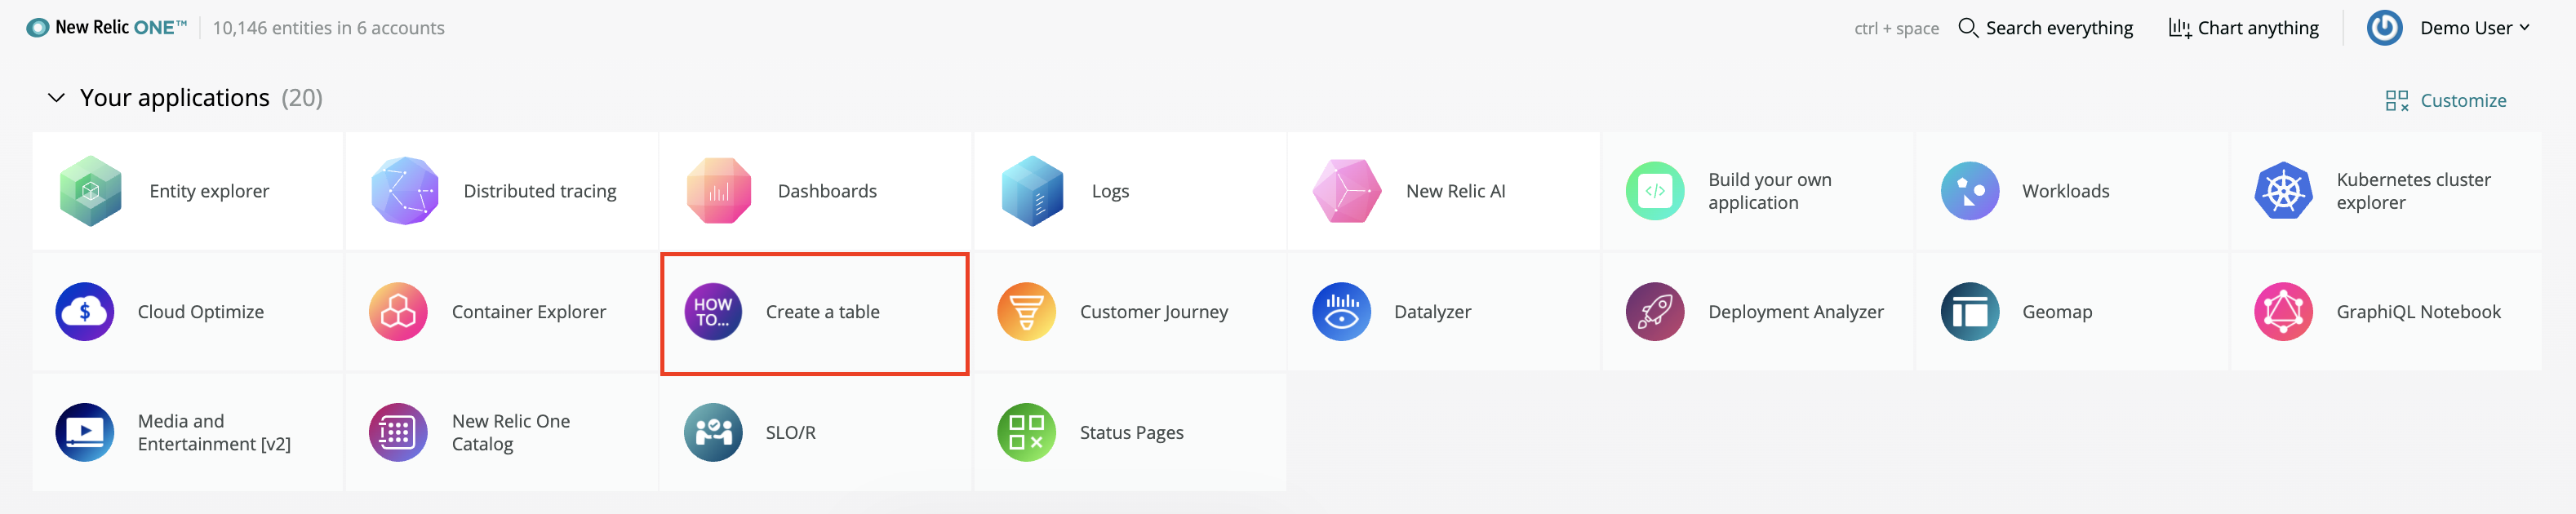 New Relic ONE™ 10,146 entities in 6 accounts ctrl + space Search everything Chart anything Demo User
Your applications (20) Customize
Entity explorer
Distributed tracing
Dashboards
Logs
New Relic AI
Build your own
application
Workloads
Kubernetes cluster
explorer
$ Cloud Optimize
Container Explorer
HOW
TO...
Create a table
Customer Journey
Datalyzer
Deployment Analyzer
Geomap
GraphiQL Notebook
Media and
Entertainment [v2]
New Relic One
Catalog
SLO/R
Status Pages